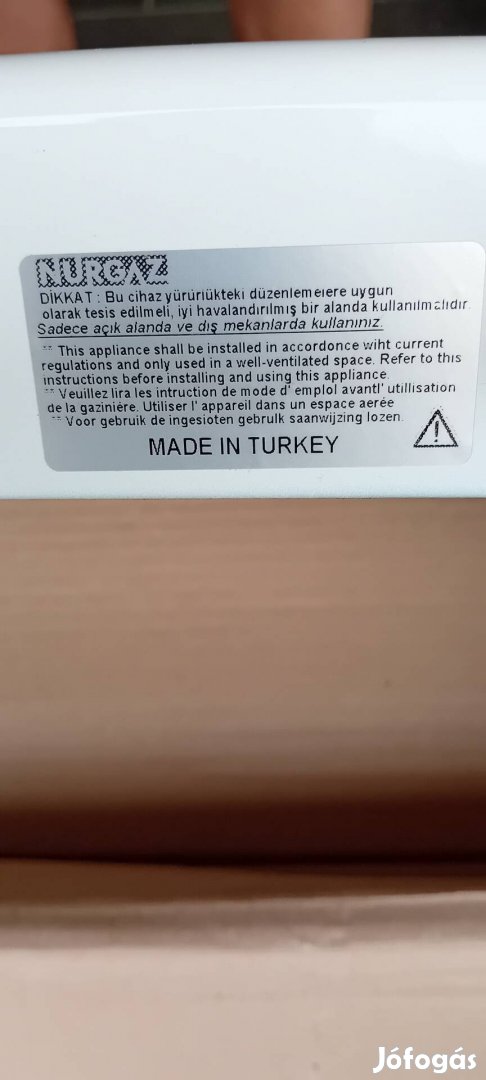 NURGAZ
DİKKAT : Bu cihaz yürürlükteki düzenlemelere uygun
olarak tesis edilmeli, iyi havalandırılmış bir alanda kullanılmalıdır.
Sadece açık alanda ve dış mekanlarda kullanınız.
** This appliance shall be installed in accordonce wiht current
regulations and only used in a well-ventilated space. Refer to this
instructions before installing and using this appliance.
** Veuillez lira les intruction de mode d' emplol avantl' utillisation
de la gaziniére. Utiliser l' appareil dans un espace aerée
** Voor gebruik de ingesioten gebrulk saanwijzing lozen.
MADE IN TURKEY
Jófogás